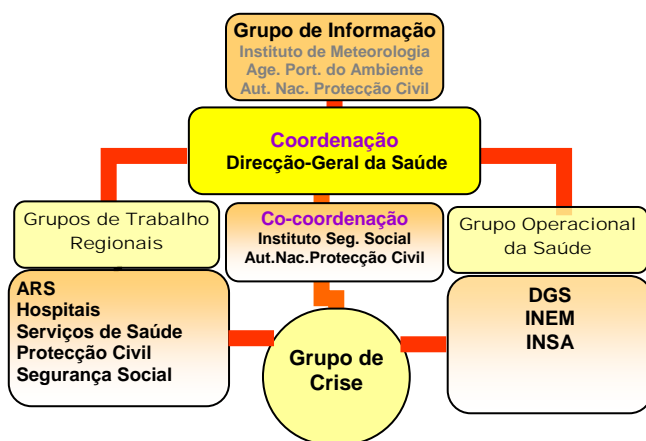 Grupo de Informação
Instituto de Meteorologia
Age. Port. do Ambiente
Aut. Nac. Protecção Civil
Coordenação
Direcção-Geral da Saúde
Grupos de Trabalho
Regionais
Co-coordenação
Instituto Seg. Social
Aut.Nac.Protecção Civil
Grupo Operacional
da Saúde
ARS
Hospitais
Serviços de Saúde
Protecção Civil
Segurança Social
Grupo de
Crise
DGS
INEM
INSA